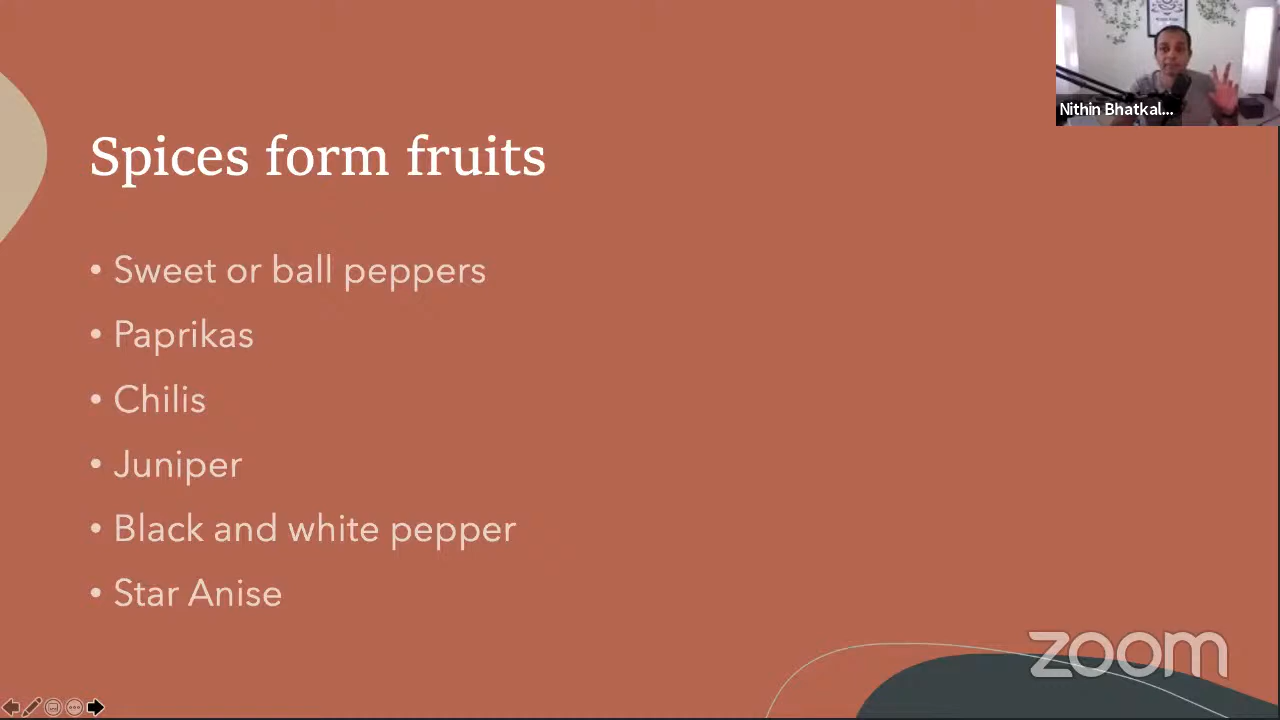 Nithin Bhatkal...
Spices form fruits
• Sweet or ball peppers
• Paprikas
• Chilis
• Juniper
• Black and white pepper
• Star Anise
zoom